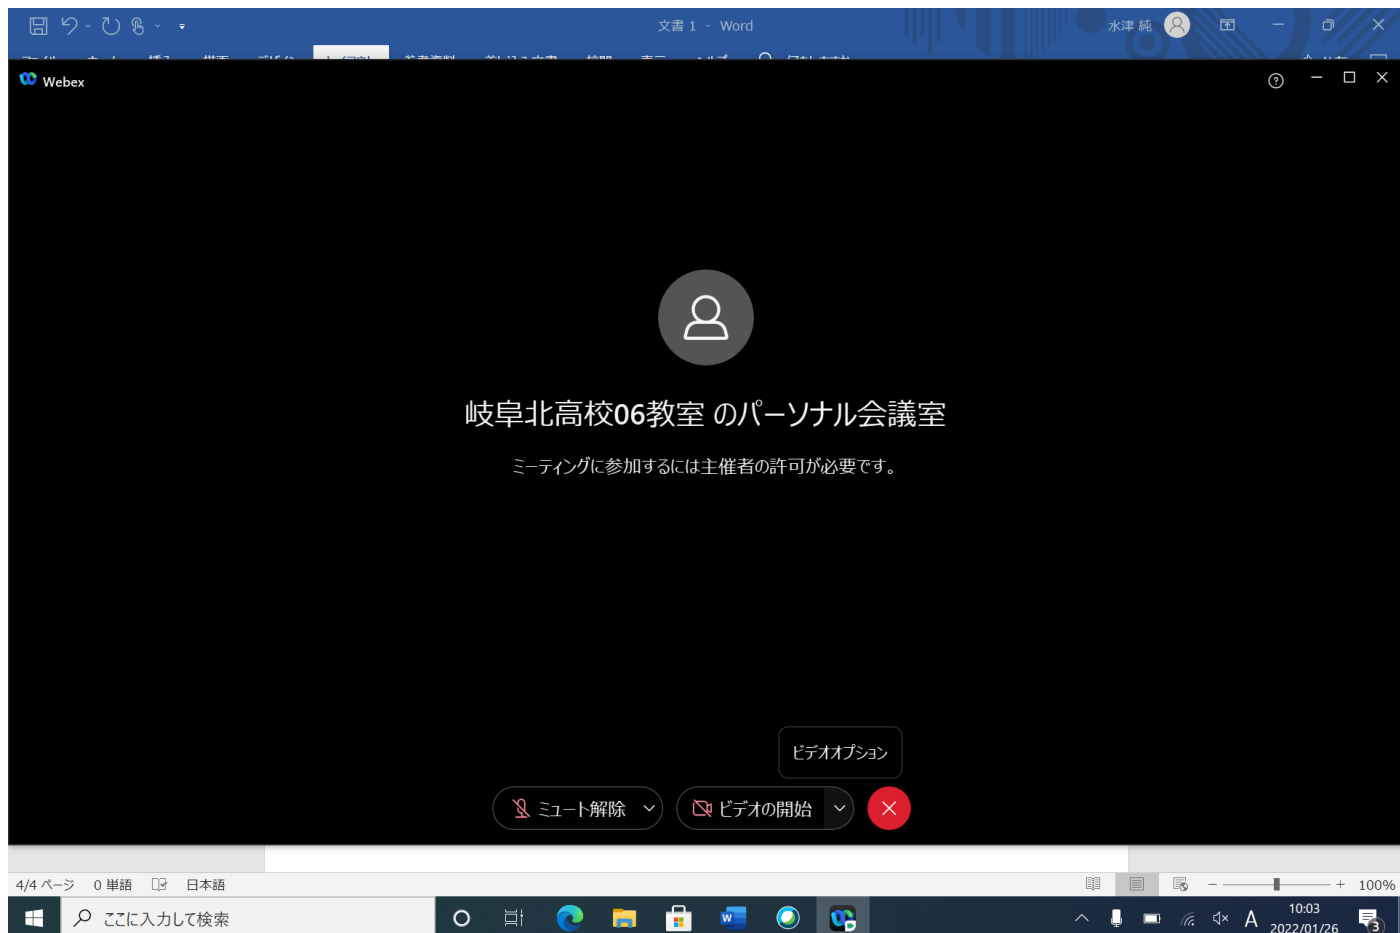 文書 1 - Word
水津 純
Webex
岐阜北高校06教室 のパーソナル会議室
ミーティングに参加するには主催者の許可が必要です。
ビデオオプション
ミュート解除
ビデオの開始
4/4 ページ 0 単語 日本語
100%
ここに入力して検索
A
10:03
2022/01/26
3